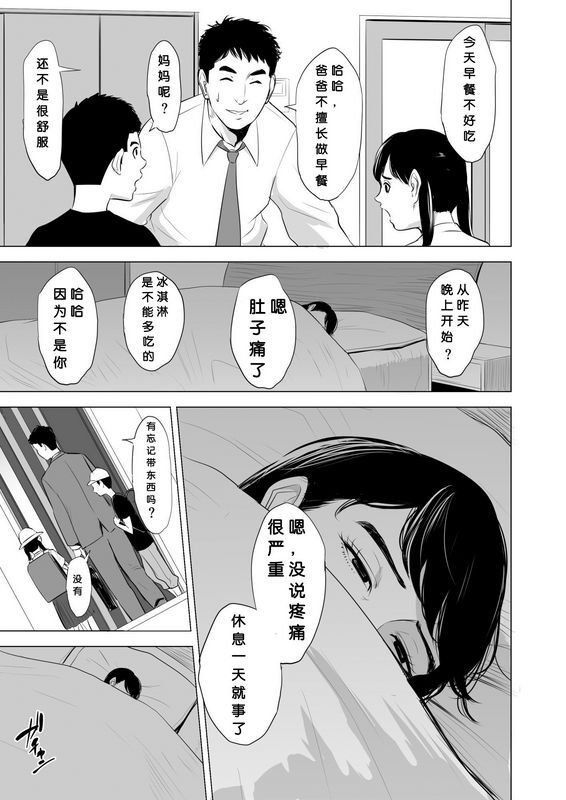 今天早餐不好吃
哈哈，
爸爸不擅长做
早餐
妈妈呢？
还不是很
舒服
从昨天
晚上开始？
嗯
肚子痛了
冰淇淋
是不能多吃的
哈哈
因为不是你
有忘记带东西吗？
没有
嗯，没说疼痛
很严重
休息一天就事了
ガチャン